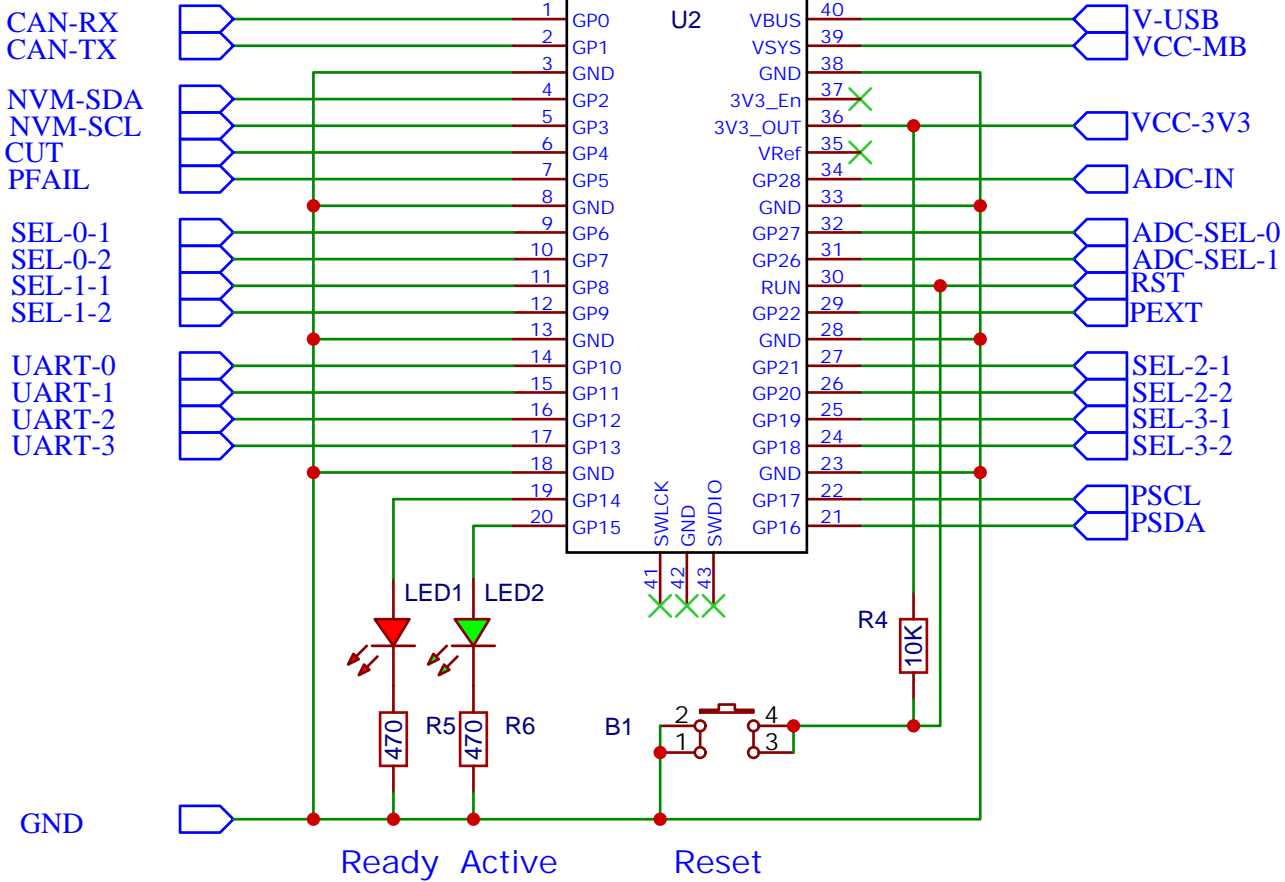 CAN-RX 1 GP0 U2 VBUS 40 V-USB
CAN-TX 2 GP1 VSYS 39 VCC-MB
3 GND GND 38
NVM-SDA 4 GP2 3V3_En 37
NVM-SCL 5 GP3 3V3_OUT 36 VCC-3V3
CUT 6 GP4 VRef 35
PFAIL 7 GP5 GP28 34 ADC-IN
8 GND GND 33
SEL-0-1 9 GP6 GP27 32 ADC-SEL-0
SEL-0-2 10 GP7 GP26 31 ADC-SEL-1
SEL-1-1 11 GP8 RUN 30 RST
SEL-1-2 12 GP9 GP22 29 PEXT
13 GND GND 28
UART-0 14 GP10 GP21 27 SEL-2-1
UART-1 15 GP11 GP20 26 SEL-2-2
UART-2 16 GP12 GP19 25 SEL-3-1
UART-3 17 GP13 GP18 24 SEL-3-2
18 GND GND 23
19 GP14 GP17 22 PSCL
20 GP15 GP16 21 PSDA
SWLCK GND SWDIO
41 42 43
LED1 LED2
R4 10K
470 R5 470 R6
B1 2 4
1 3
GND
Ready Active Reset